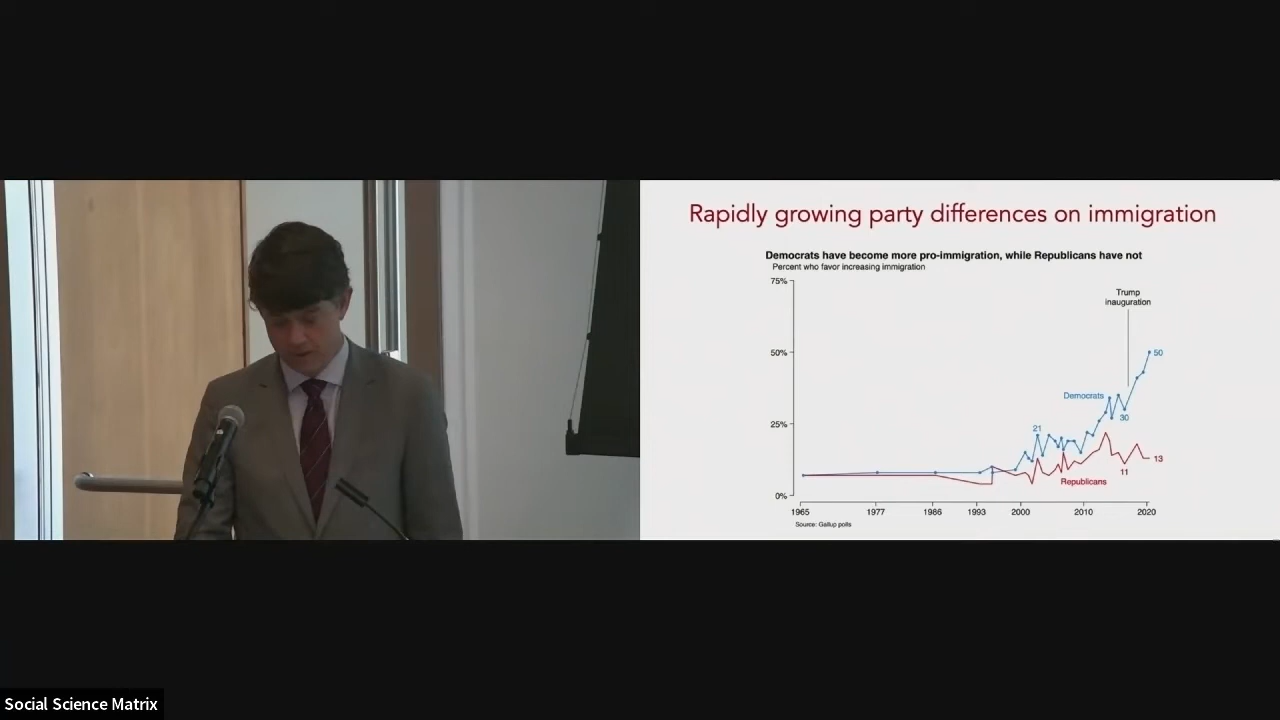 Rapidly growing party differences on immigration
Democrats have become more pro-immigration, while Republicans have not
Percent who favor increasing immigration
75%
Trump
inauguration
50%
50
Democrats
30
25%
21
13
11
Republicans
0%
1965 1977 1986 1993 2000 2010 2020
Source: Gallup polls
Social Science Matrix